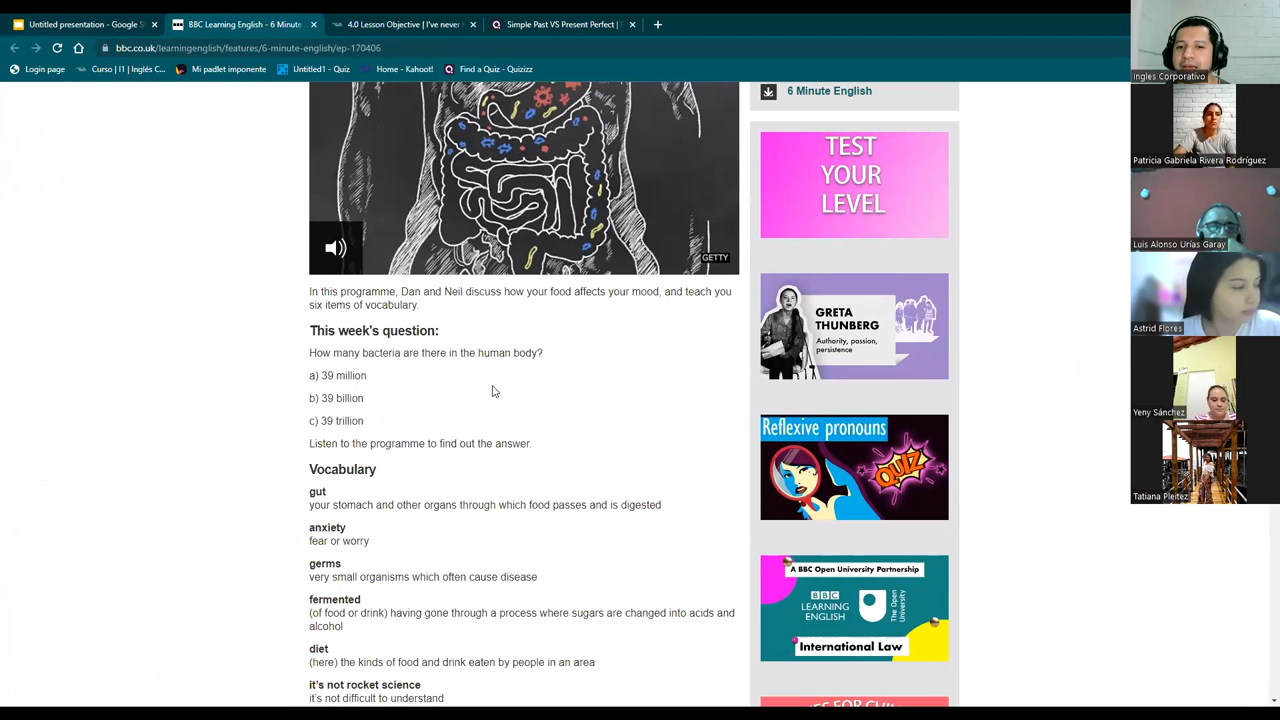 Untitled presentation - Google S
BBC Learning English - 6 Minute
4.0 Lesson Objective | I've never
Simple Past VS Present Perfect |
bbc.co.uk/learningenglish/features/6-minute-english/ep-170406
Login page
Curso | I1 | Inglés C...
Mi padlet imponente
Untitled1 - Quiz
Home - Kahoot!
Find a Quiz - Quizizz
GETTY
In this programme, Dan and Neil discuss how your food affects your mood, and teach you
six items of vocabulary.
This week's question:
How many bacteria are there in the human body?
a) 39 million
b) 39 billion
c) 39 trillion
Listen to the programme to find out the answer.
Vocabulary
gut
your stomach and other organs through which food passes and is digested
anxiety
fear or worry
germs
very small organisms which often cause disease
fermented
(of food or drink) having gone through a process where sugars are changed into acids and
alcohol
diet
(here) the kinds of food and drink eaten by people in an area
it's not rocket science
it's not difficult to understand
6 Minute English
TEST
YOUR
LEVEL
GRETA
THUNBERG
Authority, passion,
persistence
Reflexive pronouns
QUIZ
A BBC Open University Partnership
BBC
LEARNING
ENGLISH
The Open
University
International Law
Ingles Corporativo
Patricia Gabriela Rivera Rodríguez
Luis Alonso Urías Garay
Astrid Flores
Yeny Sánchez
Tatiana Pleitez